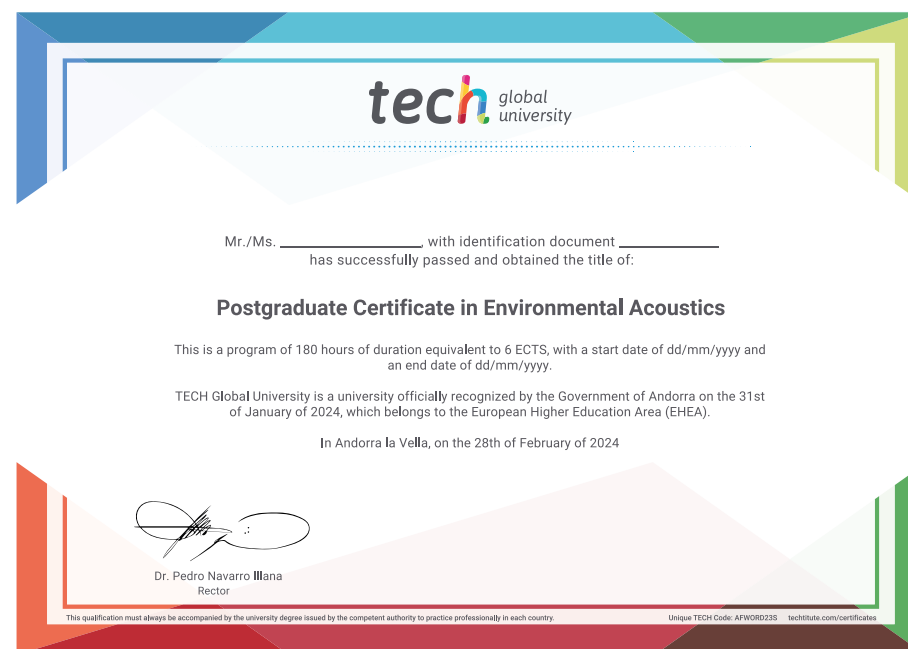 tech global university
Mr./Ms. ____________________, with identification document ______________
has successfully passed and obtained the title of:
Postgraduate Certificate in Environmental Acoustics
This is a program of 180 hours of duration equivalent to 6 ECTS, with a start date of dd/mm/yyyy and
an end date of dd/mm/yyyy.
TECH Global University is a university officially recognized by the Government of Andorra on the 31st
of January of 2024, which belongs to the European Higher Education Area (EHEA).
In Andorra la Vella, on the 28th of February of 2024
Dr. Pedro Navarro Illana
Rector
This qualification must always be accompanied by the university degree issued by the competent authority to practice professionally in each country.
Unique TECH Code: AFWORD23S techtitute.com/certificates